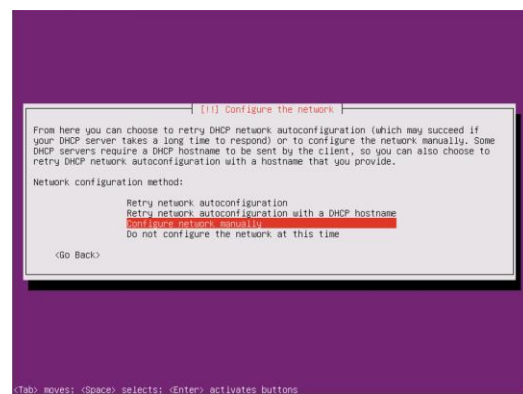 [!!] Configure the network
From here you can choose to retry DHCP network autoconfiguration (which may succeed if
your DHCP server takes a long time to respond) or to configure the network manually. Some
DHCP servers require a DHCP hostname to be sent by the client, so you can also choose to
retry DHCP network autoconfiguration with a hostname that you provide.
Network configuration method:
Retry network autoconfiguration
Retry network autoconfiguration with a DHCP hostname
Configure network manually
Do not configure the network at this time
<Go Back>
<Tab> moves; <Space> selects; <Enter> activates buttons